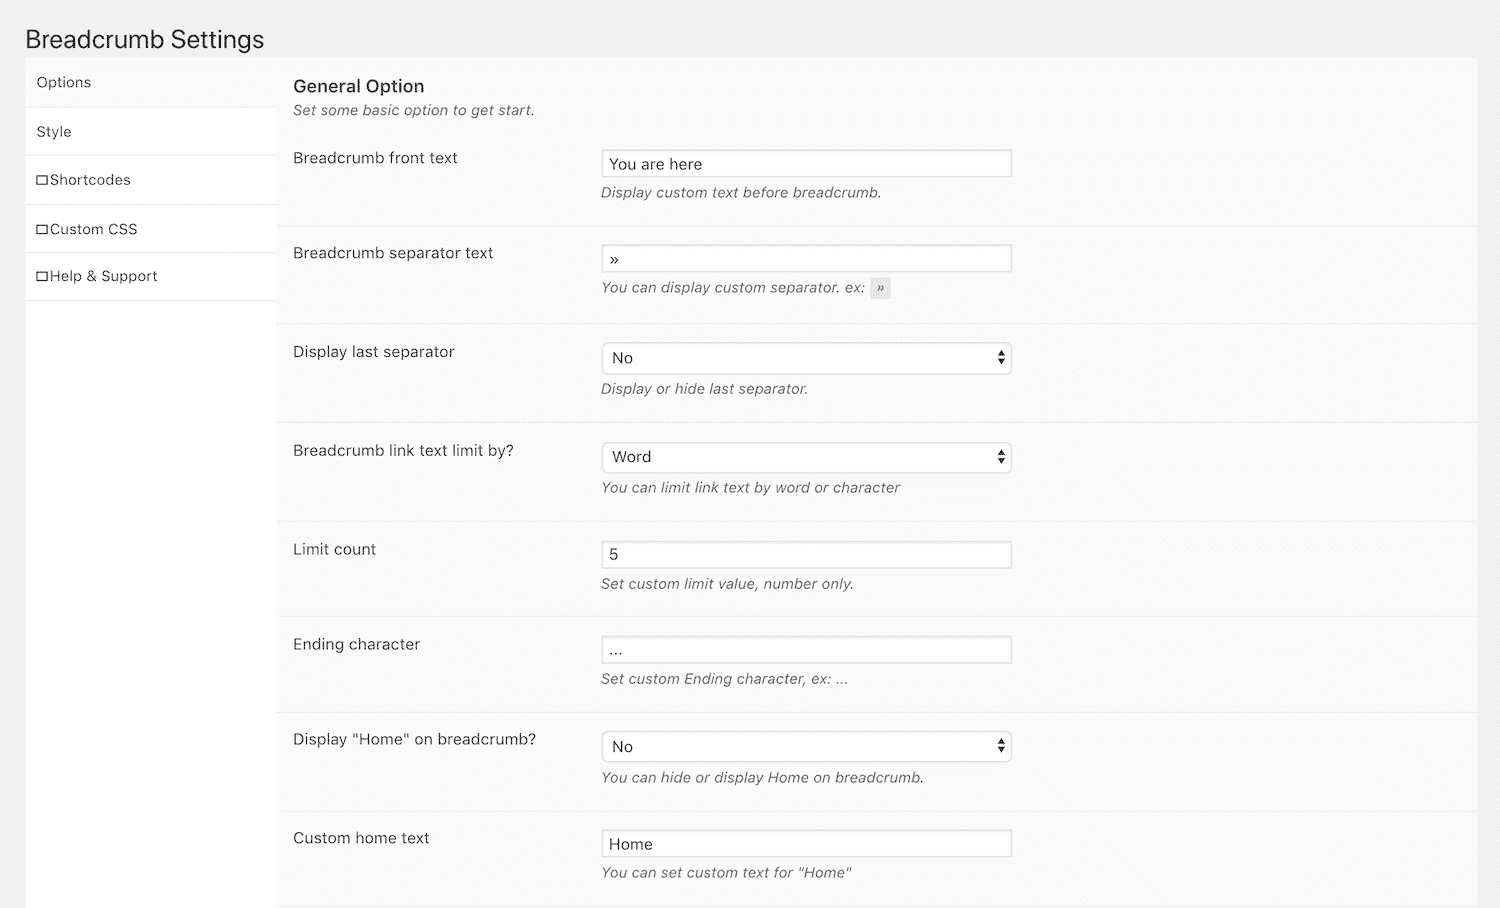 Breadcrumb Settings
Options
Style
Shortcodes
Custom CSS
Help & Support
General Option
Set some basic option to get start.
Breadcrumb front text
You are here
Display custom text before breadcrumb.
Breadcrumb separator text
»
You can display custom separator. ex: »
Display last separator
No
Display or hide last separator.
Breadcrumb link text limit by?
Word
You can limit link text by word or character
Limit count
5
Set custom limit value, number only.
Ending character
...
Set custom Ending character, ex: ...
Display "Home" on breadcrumb?
No
You can hide or display Home on breadcrumb.
Custom home text
Home
You can set custom text for "Home"